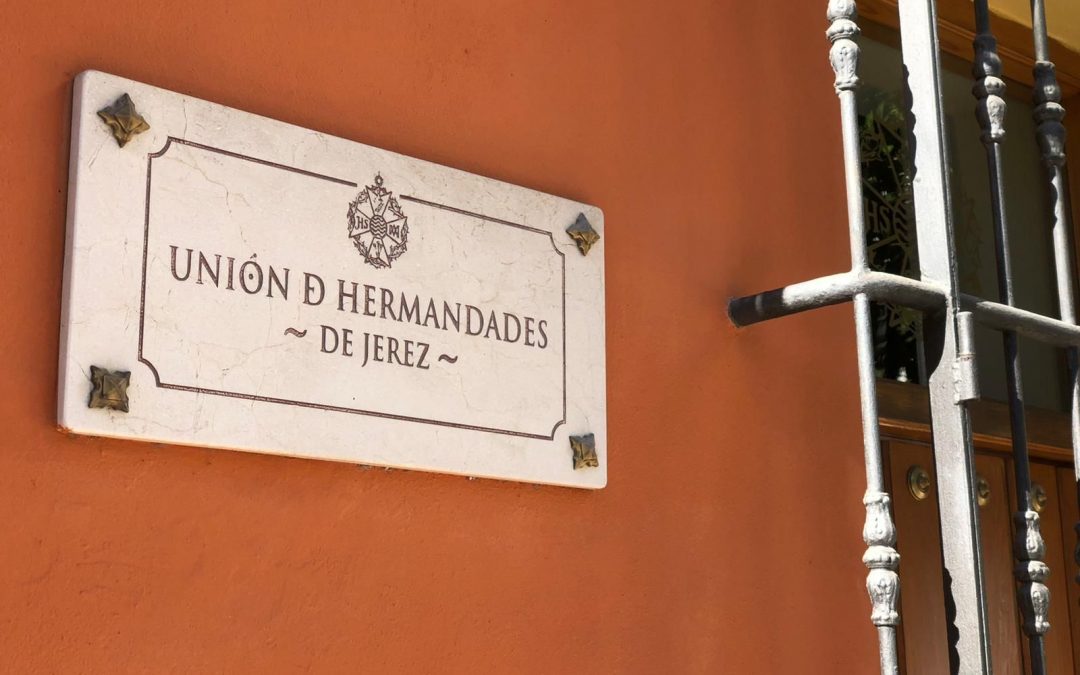 UNIÓN Đ HERMANDADES
~ DE JEREZ ~